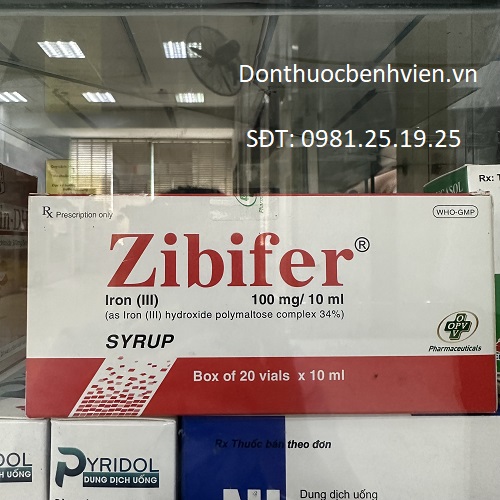 Donthuocbenhvien.vn
SĐT: 0981.25.19.25
Rx Prescription only
WHO-GMP
Zibifer®
Iron (III) 100 mg/ 10 ml
(as Iron (III) hydroxide polymaltose complex 34%)
SYRUP
OPV
Pharmaceuticals
Box of 20 vials x 10 ml
Rx Thuốc bán theo đơn
PYRIDOL
DUNG DỊCH UỐNG
Dung dịch uống